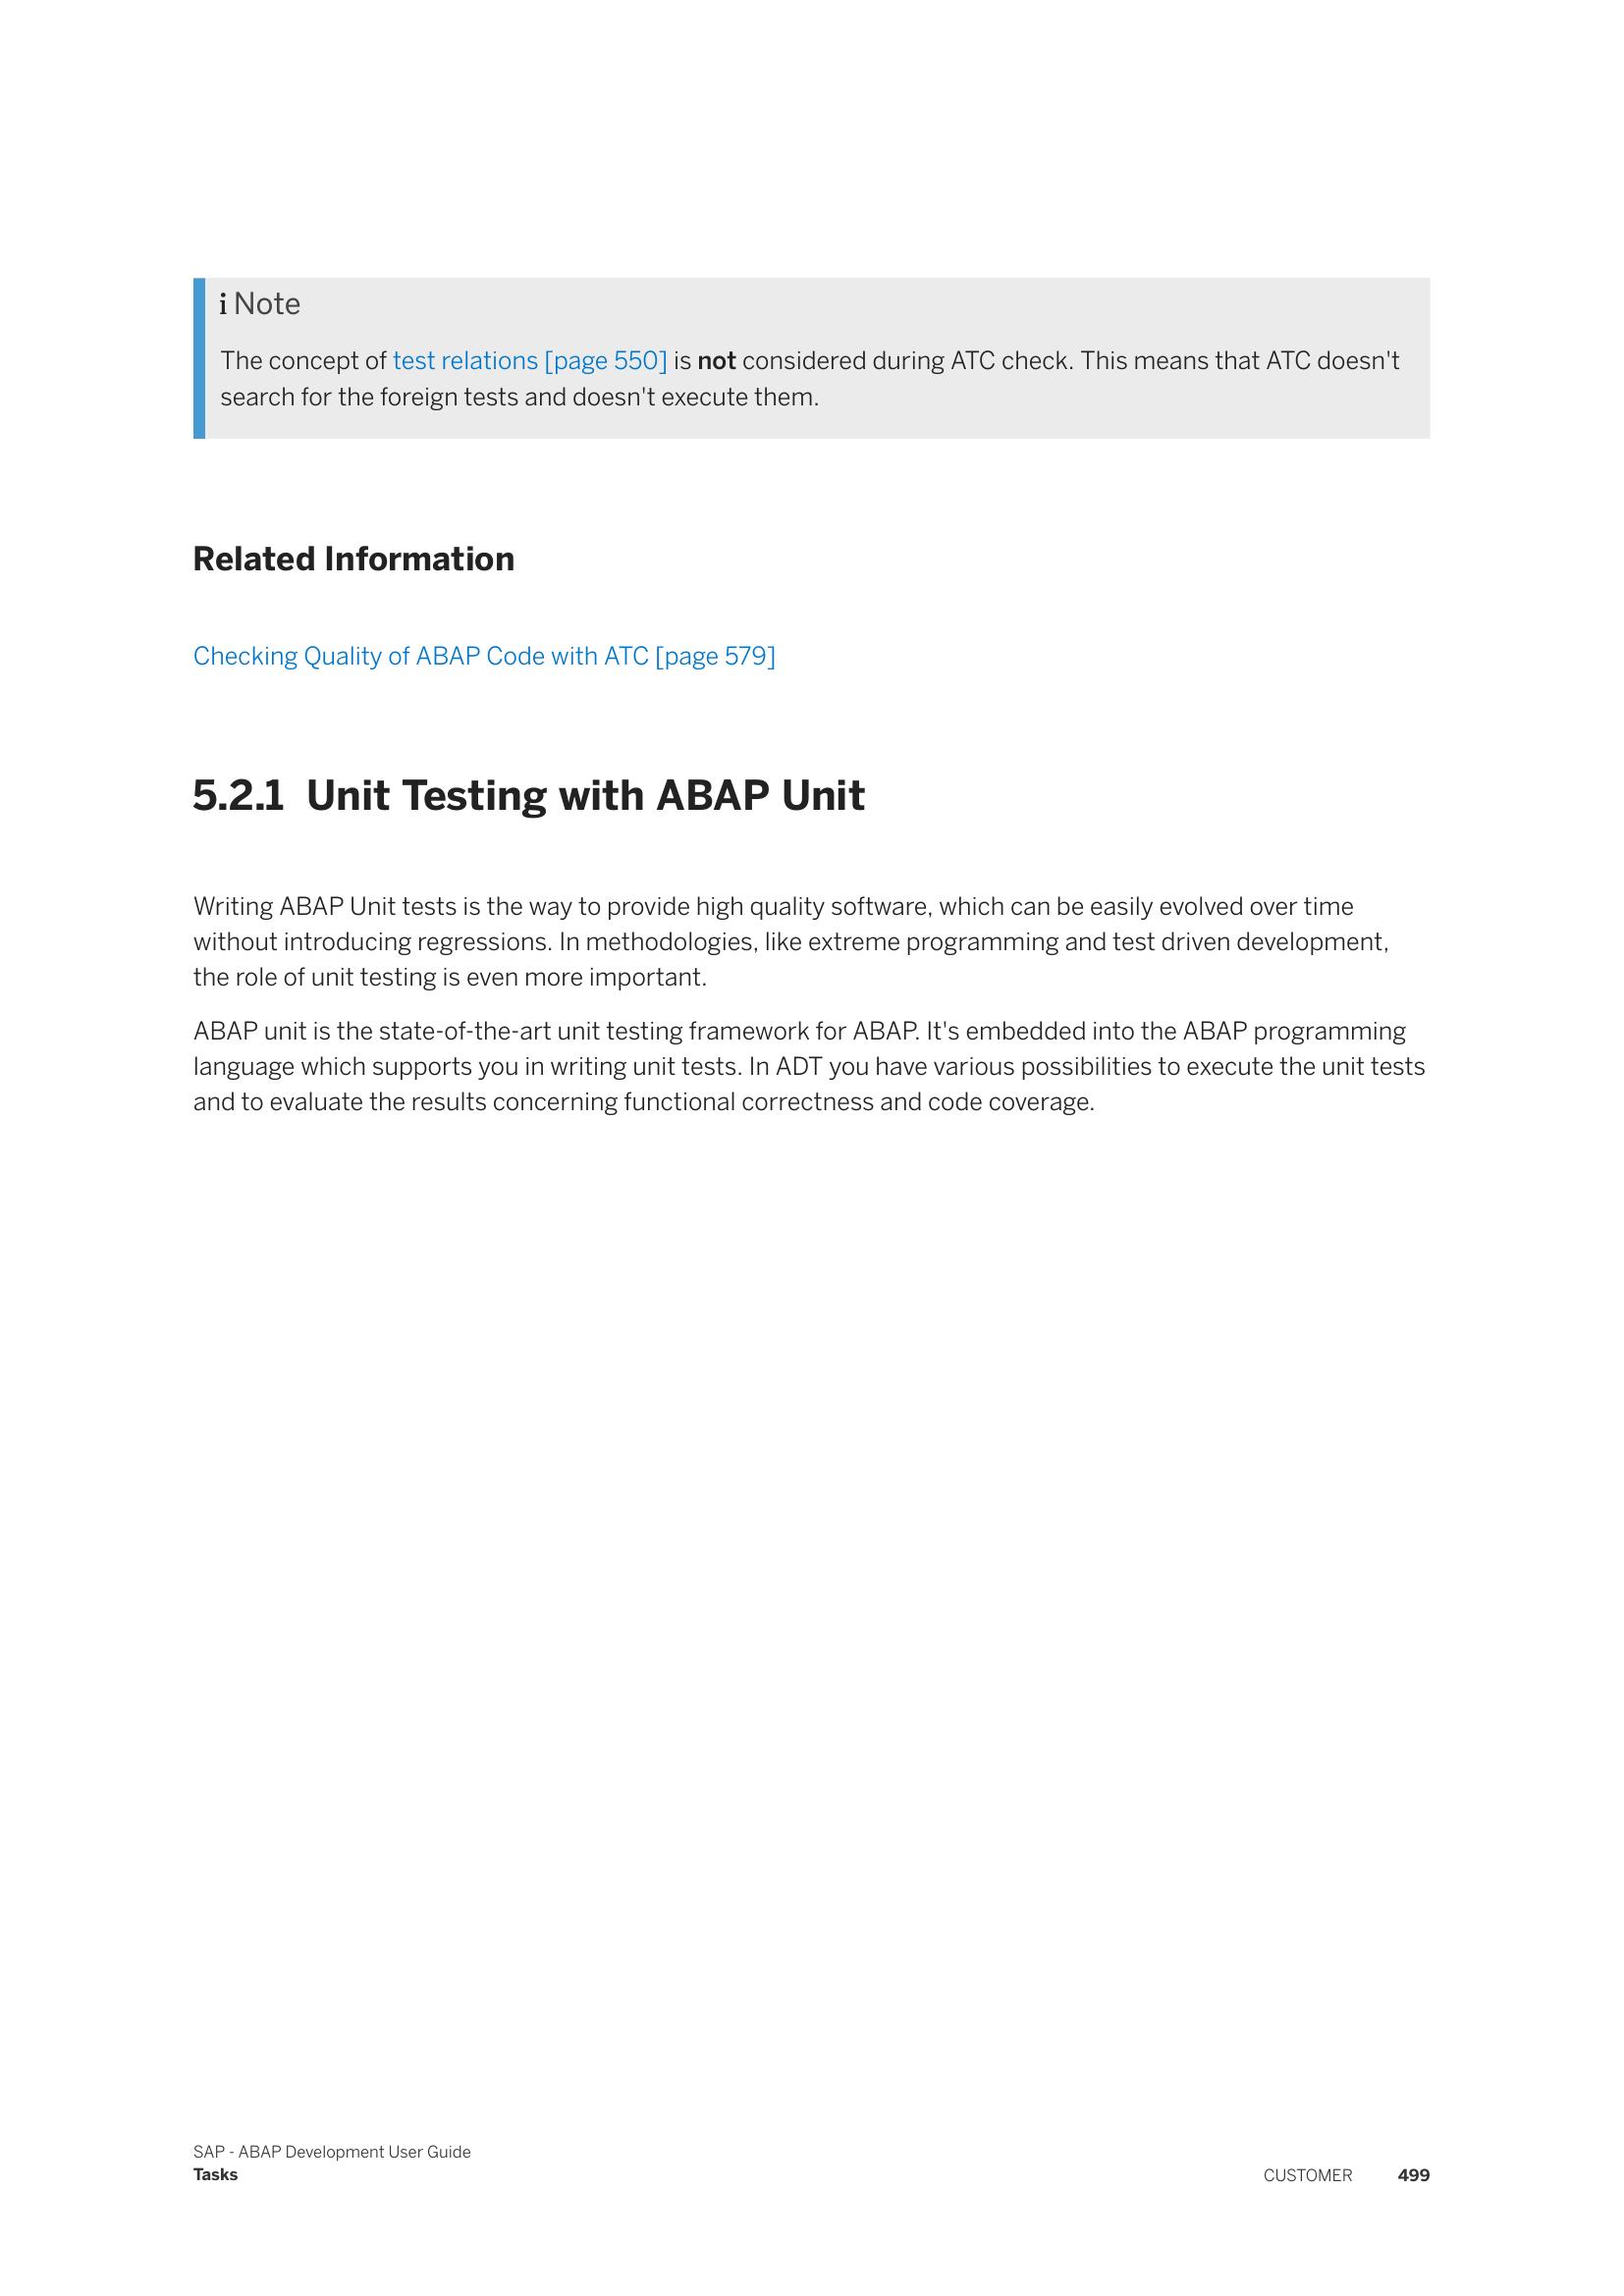 i Note
The concept of test relations [page 550] is not considered during ATC check. This means that ATC doesn't
search for the foreign tests and doesn't execute them.
Related Information
Checking Quality of ABAP Code with ATC [page 579]
5.2.1 Unit Testing with ABAP Unit
Writing ABAP Unit tests is the way to provide high quality software, which can be easily evolved over time
without introducing regressions. In methodologies, like extreme programming and test driven development,
the role of unit testing is even more important.
ABAP unit is the state-of-the-art unit testing framework for ABAP. It's embedded into the ABAP programming
language which supports you in writing unit tests. In ADT you have various possibilities to execute the unit tests
and to evaluate the results concerning functional correctness and code coverage.
SAP - ABAP Development User Guide
Tasks
CUSTOMER 499